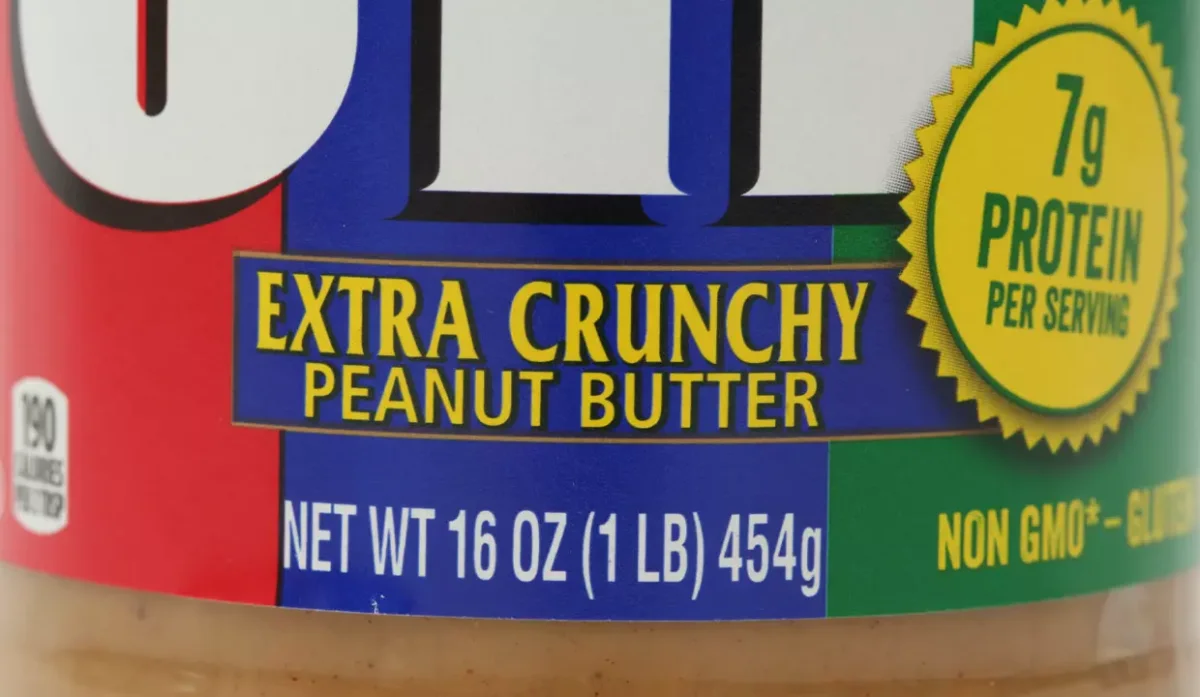 7g
PROTEIN
PER SERVING
EXTRA CRUNCHY
PEANUT BUTTER
190
CALORIES
NET WT 16 OZ (1 LB) 454g
NON GMO* –